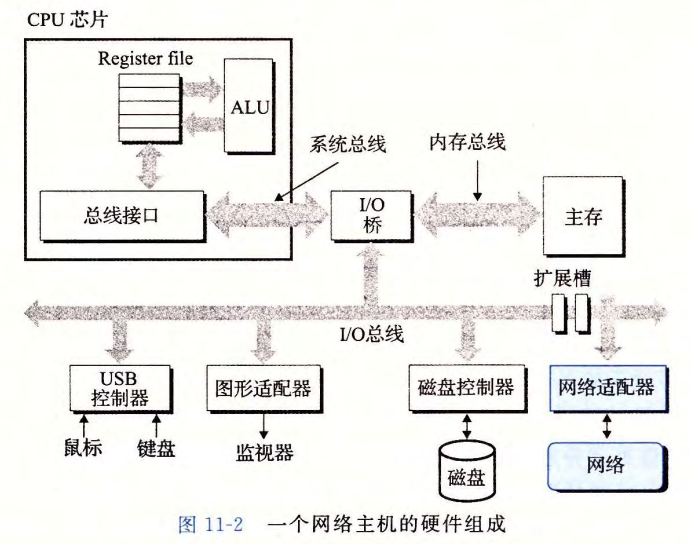 CPU 芯片
Register file
ALU
系统总线
内存总线
总线接口
I/O
桥
主存
扩展槽
I/O总线
USB
控制器
图形适配器
磁盘控制器
网络适配器
鼠标
键盘
监视器
磁盘
网络
图 11-2 一个网络主机的硬件组成